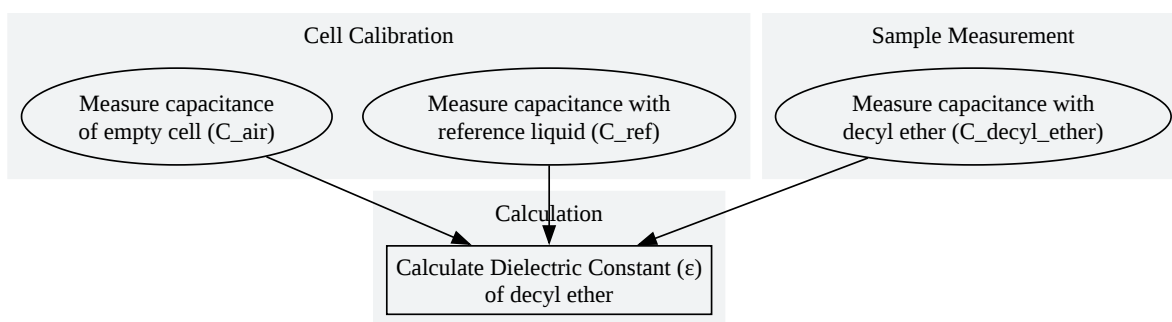 Cell Calibration
Sample Measurement
Measure capacitance
of empty cell (C_air)
Measure capacitance with
reference liquid (C_ref)
Measure capacitance with
decyl ether (C_decyl_ether)
Calculation
Calculate Dielectric Constant (ε)
of decyl ether